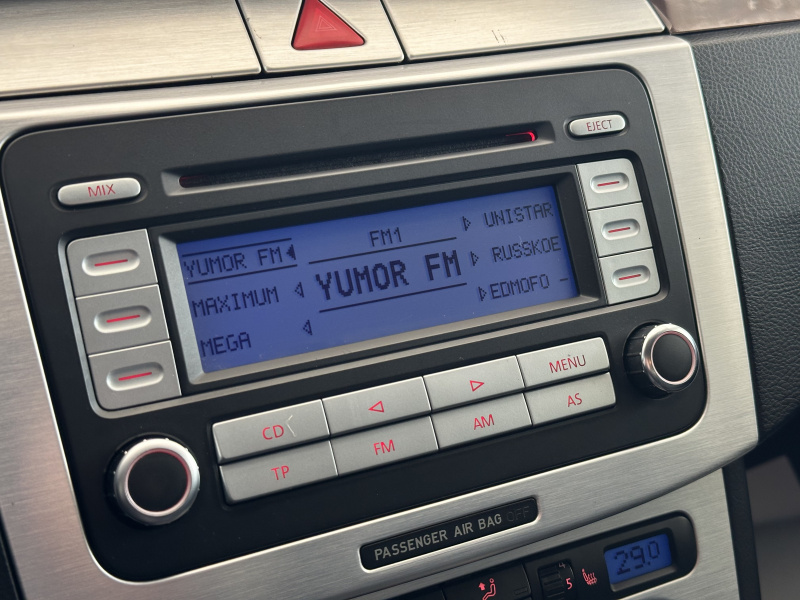 MIX
EJECT
YUMOR FM
FM1
UNISTAR
MAXIMUM
YUMOR FM
RUSSKOE
MEGA
EDMOFO -
CD
MENU
TP
FM
AM
AS
PASSENGER AIR BAG OFF
5
29.0